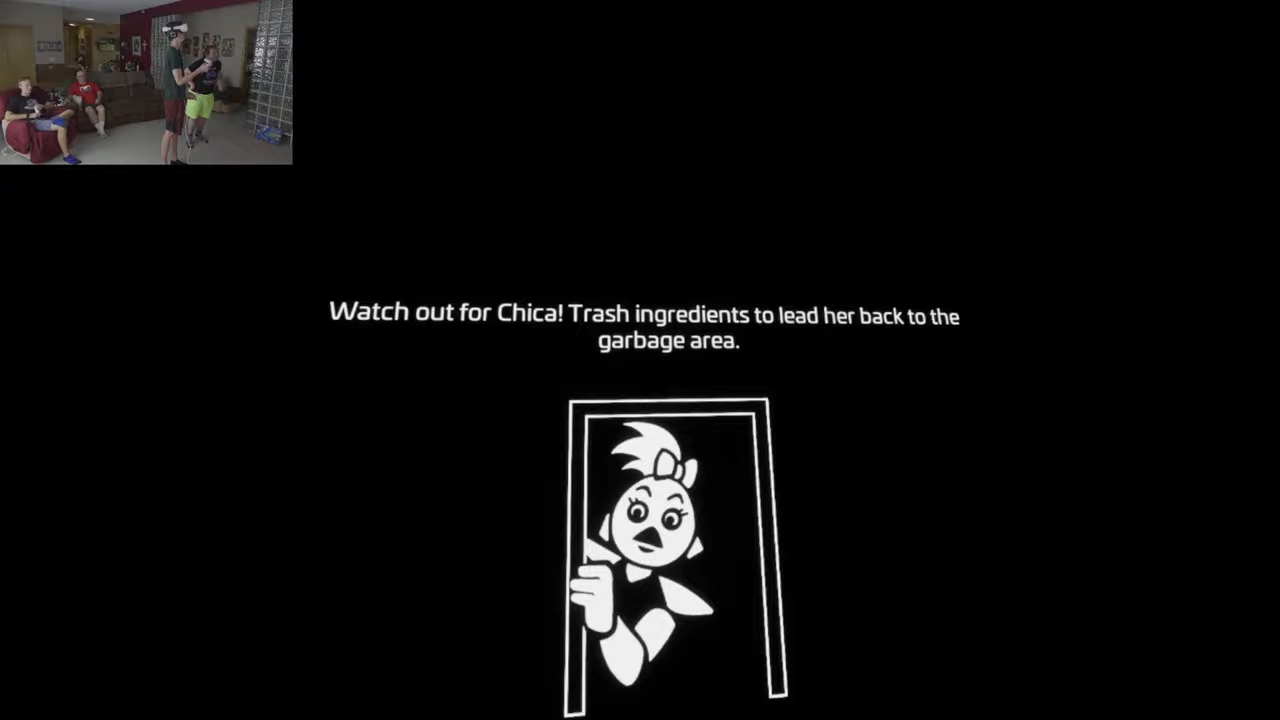 Watch out for Chica! Trash ingredients to lead her back to the
garbage area.